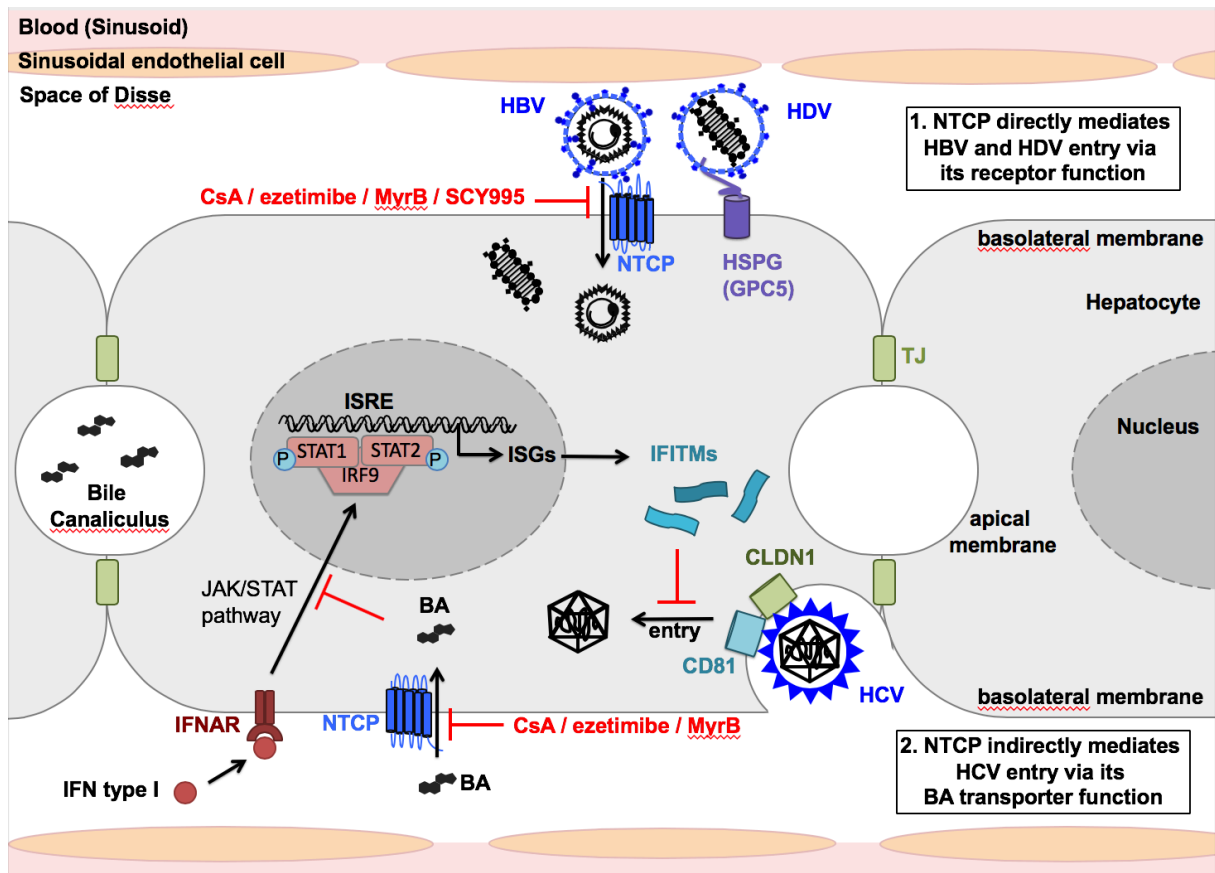 Blood (Sinusoid)
Sinusoidal endothelial cell
Space of Disse
HBV
HDV
1. NTCP directly mediates
HBV and HDV entry via
its receptor function
CsA / ezetimibe / MyrB / SCY995
NTCP
HSPG
(GPC5)
basolateral membrane
Hepatocyte
TJ
ISRE
STAT1
STAT2
P
P
IRF9
ISGs
IFITMs
Nucleus
Bile
Canaliculus
apical
membrane
CLDN1
JAK/STAT
pathway
BA
entry
CD81
HCV
basolateral membrane
IFNAR
NTCP
CsA / ezetimibe / MyrB
IFN type I
BA
2. NTCP indirectly mediates
HCV entry via its
BA transporter function